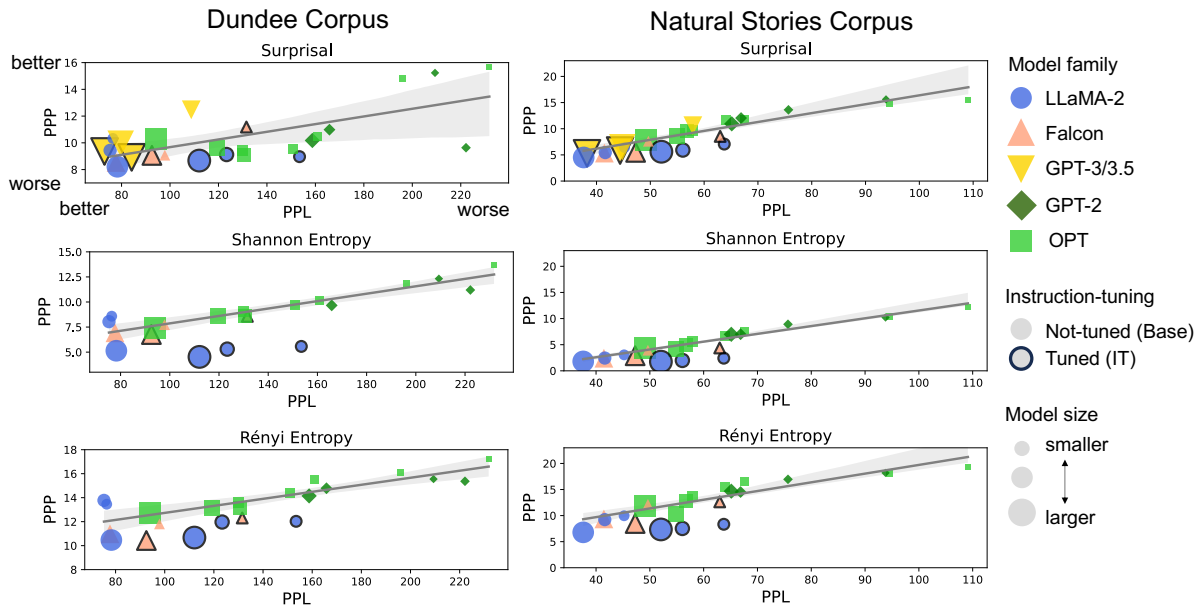 Dundee Corpus
Natural Stories Corpus
Surprisal
better
worse
PPP
16
14
12
10
8
80 100 120 140 160 180 200 220
better
PPL
worse
Surprisal
PPP
20
15
10
5
0
40 50 60 70 80 90 100 110
PPL
Shannon Entropy
PPP
15.0
12.5
10.0
7.5
5.0
80 100 120 140 160 180 200 220
PPL
Shannon Entropy
PPP
20
15
10
5
0
40 50 60 70 80 90 100 110
PPL
Rényi Entropy
PPP
18
16
14
12
10
8
60 80 100 120 140 160 180 200 220
PPL
Rényi Entropy
PPP
20
15
10
5
0
40 50 60 70 80 90 100 110
PPL
Model family
LLaMA-2
Falcon
GPT-3/3.5
GPT-2
OPT
Instruction-tuning
Not-tuned (Base)
Tuned (IT)
Model size
smaller
larger